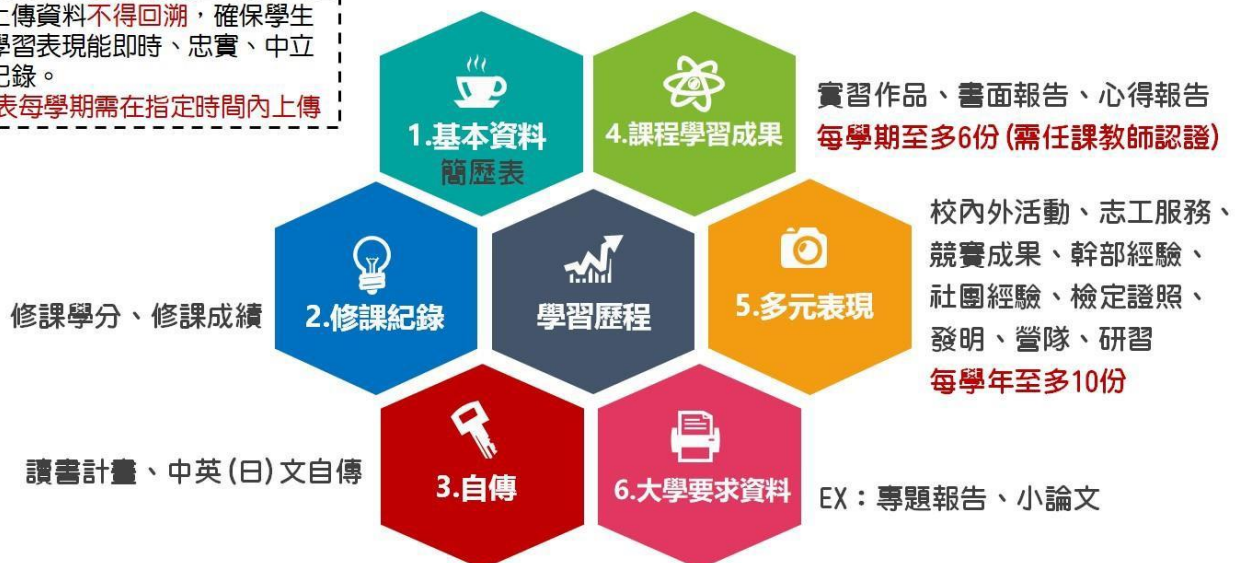 上傳資料不得回溯，確保學生
學習表現能即時、忠實、中立
記錄。
表每學期需在指定時間內上傳
1.基本資料
簡歷表
4.課程學習成果
實習作品、書面報告、心得報告
每學期至多6份(需任課教師認證)
修課學分、修課成績
2.修課紀錄
學習歷程
5.多元表現
校內外活動、志工服務、
競賽成果、幹部經驗、
社團經驗、檢定證照、
發明、營隊、研習
每學年至多10份
讀書計畫、中英(日)文自傳
3.自傳
6.大學要求資料
EX：專題報告、小論文